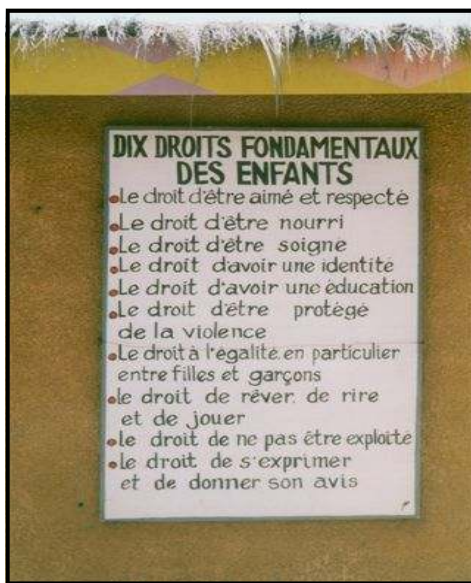 DIX DROITS FONDAMENTAUX
DES ENFANTS
Le droit d'être aimé et respecté
Le droit d'être nourri
Le droit d'être soigné
Le droit d'avoir une identité
Le droit d'avoir une éducation
Le droit d'être protégé
de la violence
Le droit à l'égalité, en particulier
entre filles et garçons
le droit de rêver, de rire
et de jouer
le droit de ne pas être exploité
le droit de s'exprimer
et de donner son avis